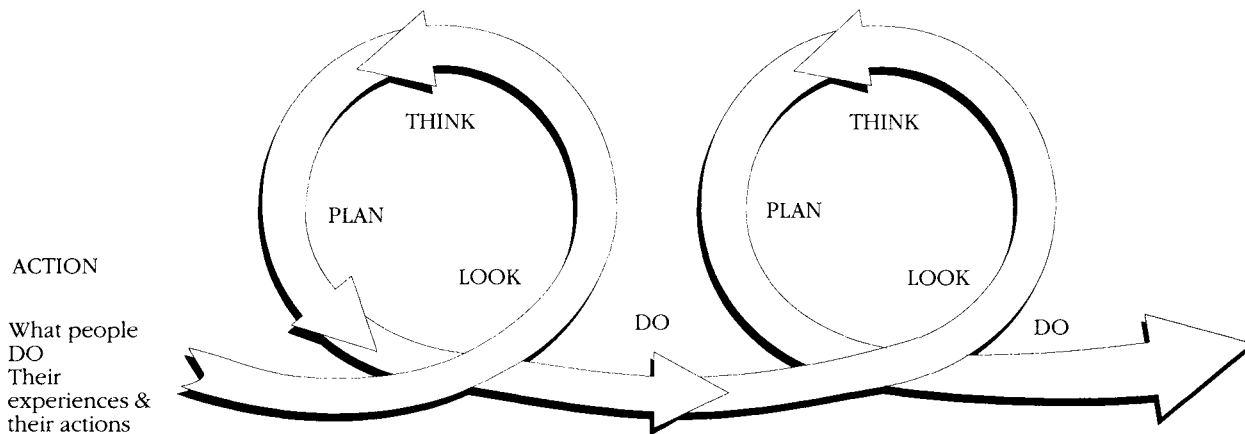 ACTION
What people
DO
Their
experiences &
their actions
THINK
PLAN
LOOK
DO
THINK
PLAN
LOOK
DO